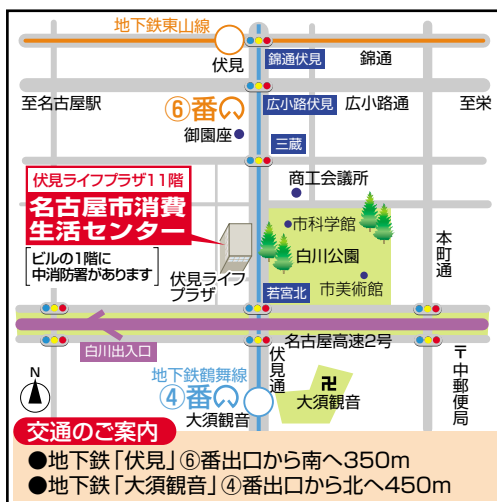 地下鉄東山線
伏見
錦通伏見
錦通
至名古屋駅
広小路伏見
広小路通
至栄
⑥番
御園座
三蔵
商工会議所
伏見ライフプラザ11階
名古屋市消費
生活センター
ビルの1階に
中消防署があります
市科学館
白川公園
市美術館
本町通
伏見ライフ
プラザ
若宮北
名古屋高速2号
白川出入口
伏見通
地下鉄鶴舞線
④番
大須観音
卍
大須観音
〒中郵便局
N
交通のご案内
●地下鉄「伏見」⑥番出口から南へ350m
●地下鉄「大須観音」④番出口から北へ450m